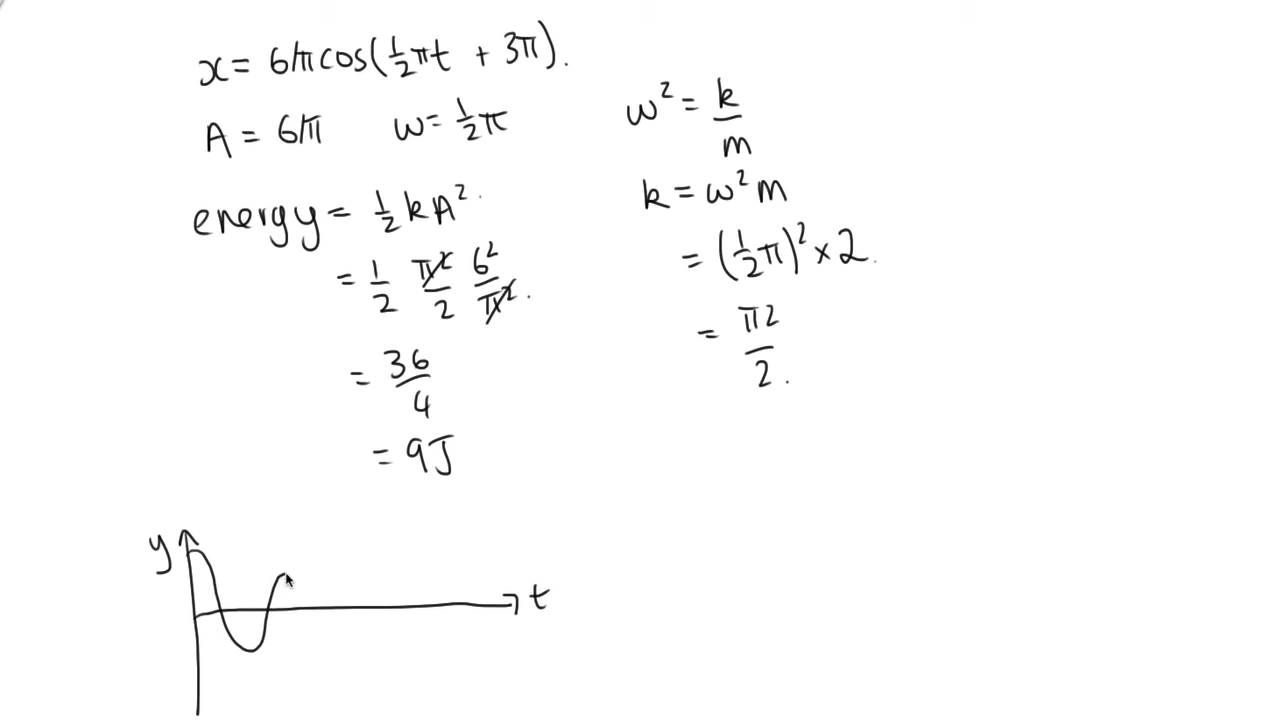 x = 6/π cos(½πt + 3π).
A = 6/π    ω = ½π
energy = ½kA².
= 1/2 π²/2 6²/π².
= 36/4
= 9J
ω² = k/m
k = ω²m
= (½π)² × 2.
= π2/2.
y
t